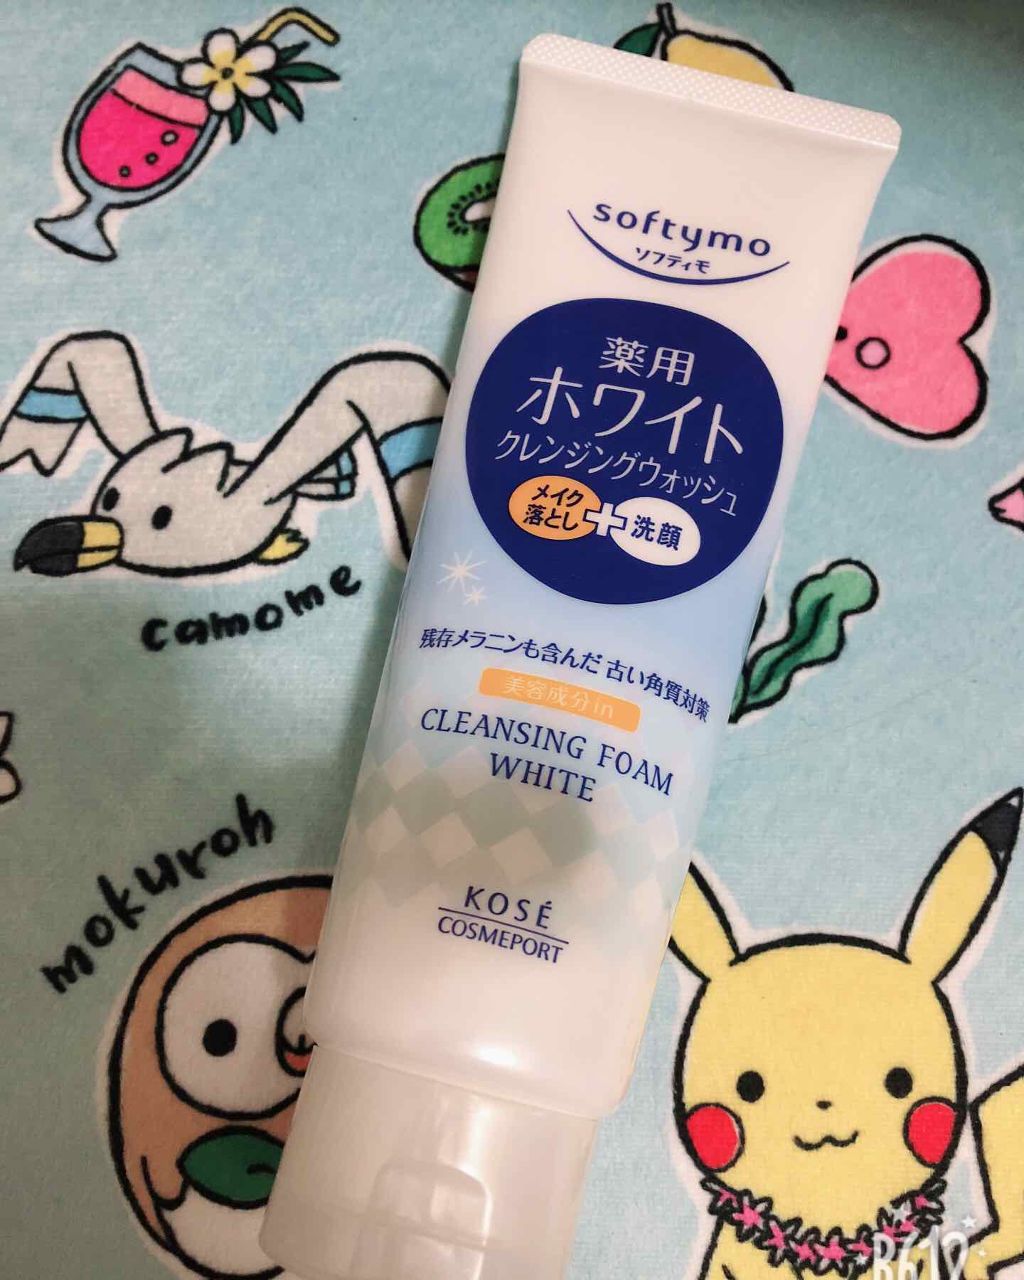 softymo
ソフティモ
薬用
ホワイト
クレンジングウォッシュ
メイク
落とし
+
洗顔
残存メラニンも含んだ 古い角質対策
美容成分in
CLEANSING FOAM
WHITE
KOSÉ
COSMEPORT
camome
mokuroh
B612